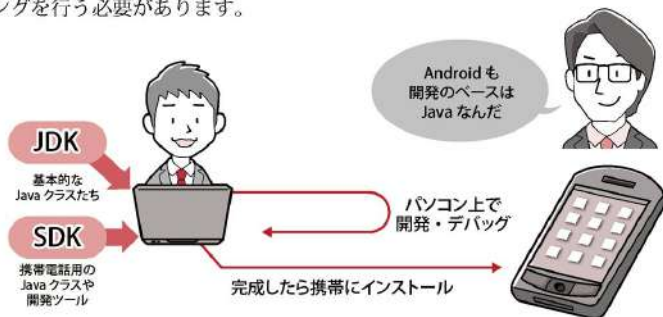 ングを行う必要があります。
Android も
開発のベースは
Java なんだ
JDK
基本的な
Java クラスたち
SDK
携帯電話用の
Java クラスや
開発ツール
パソコン上で
開発・デバッグ
完成したら携帯にインストール